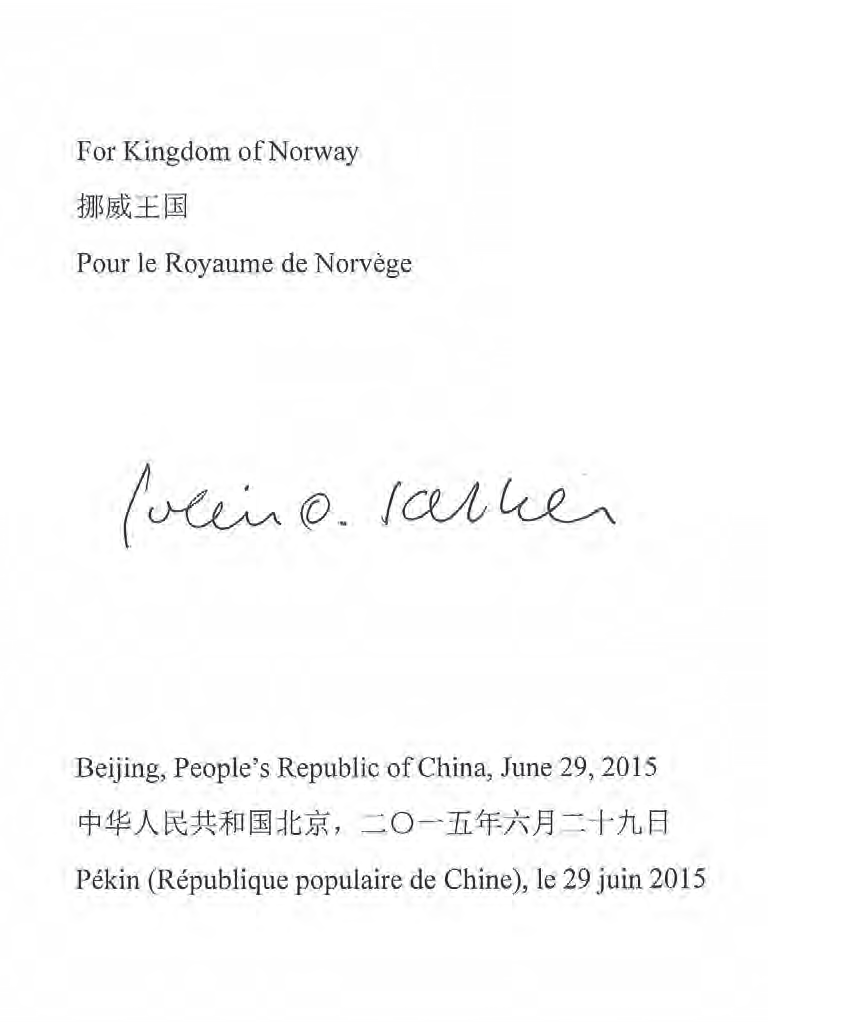 For Kingdom of Norway
挪威王国
Pour le Royaume de Norvège
Beijing, People's Republic of China, June 29, 2015
中华人民共和国北京，二〇一五年六月二十九日
Pékin (République populaire de Chine), le 29 juin 2015